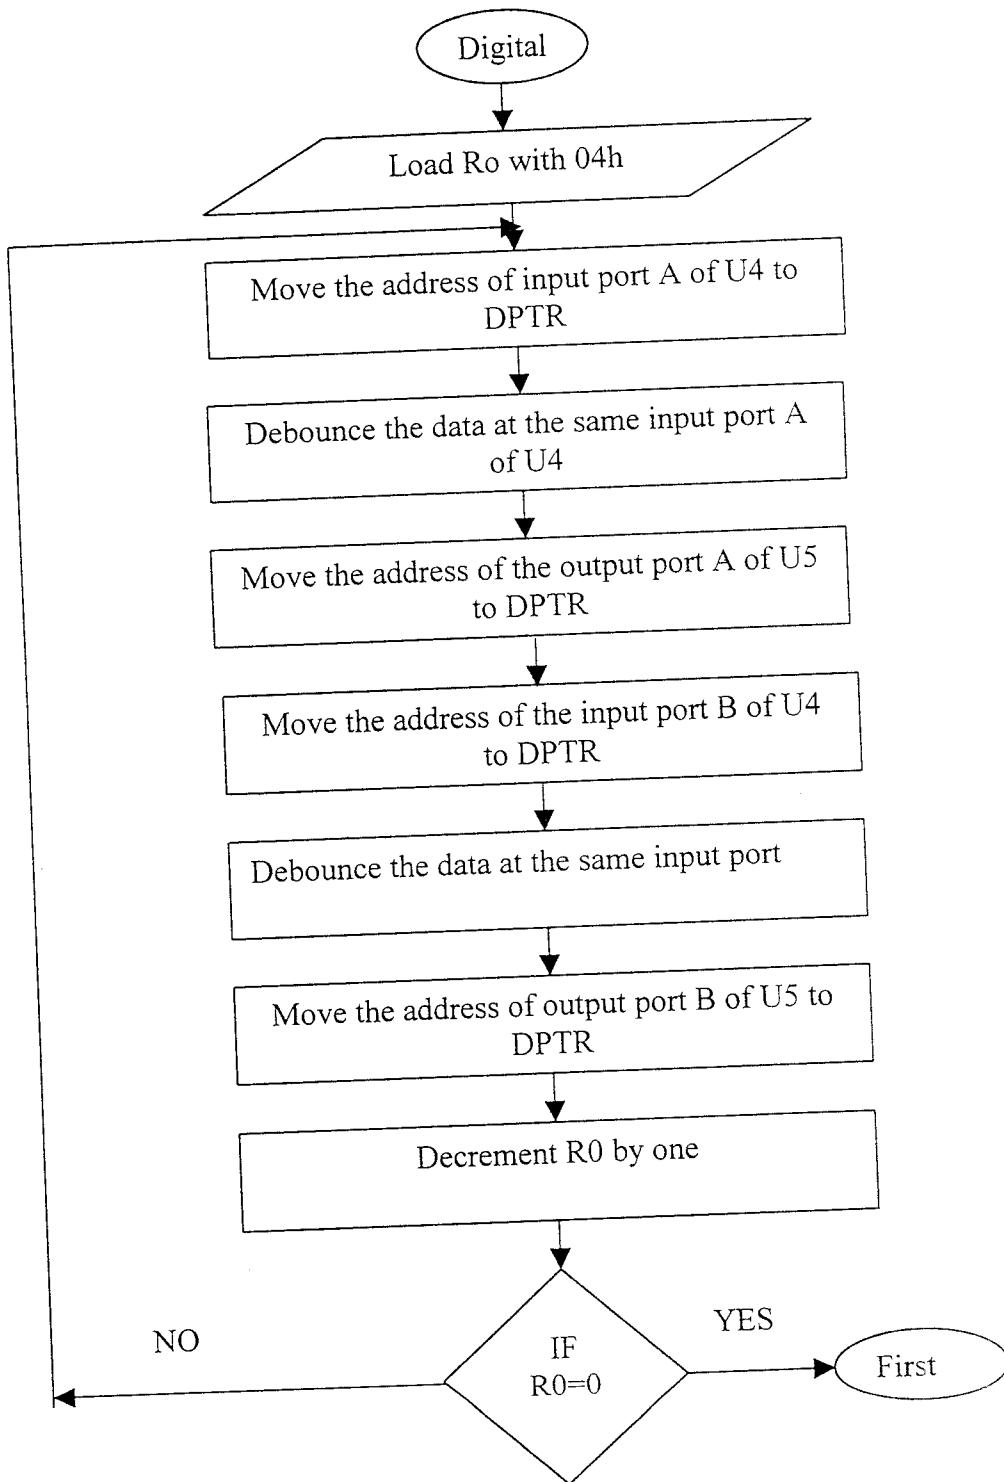 Digital
Load Ro with 04h
Move the address of input port A of U4 to
DPTR
Debounce the data at the same input port A
of U4
Move the address of the output port A of U5
to DPTR
Move the address of the input port B of U4
to DPTR
Debounce the data at the same input port
Move the address of output port B of U5 to
DPTR
Decrement R0 by one
NO
IF
R0=0
YES
First